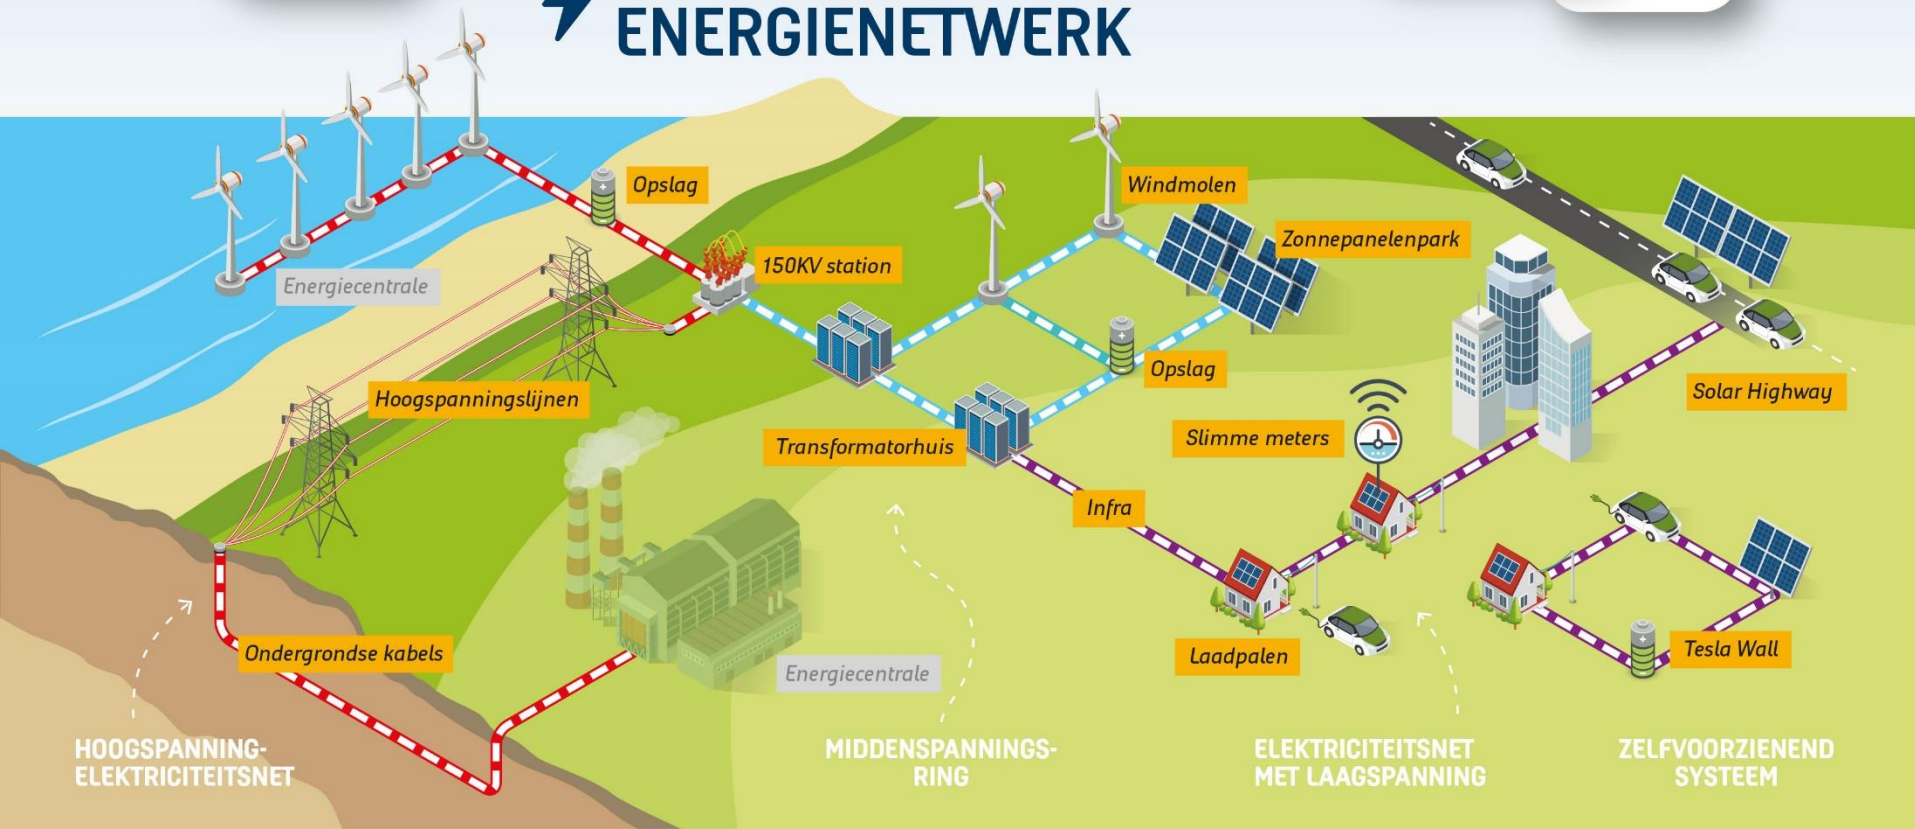 ENERGIENETWERK
Opslag
Windmolen
Zonnepanelenpark
150KV station
Energiecentrale
Hoogspanningslijnen
Opslag
Solar Highway
Transformatorhuis
Slimme meters
Infra
Ondergrondse kabels
Laadpalen
Tesla Wall
Energiecentrale
HOOGSPANNING-
ELEKTRICITEITSNET
MIDDENSPANNINGS-
RING
ELEKTRICITEITSNET
MET LAAGSPANNING
ZELFVOORZIENEND
SYSTEEM